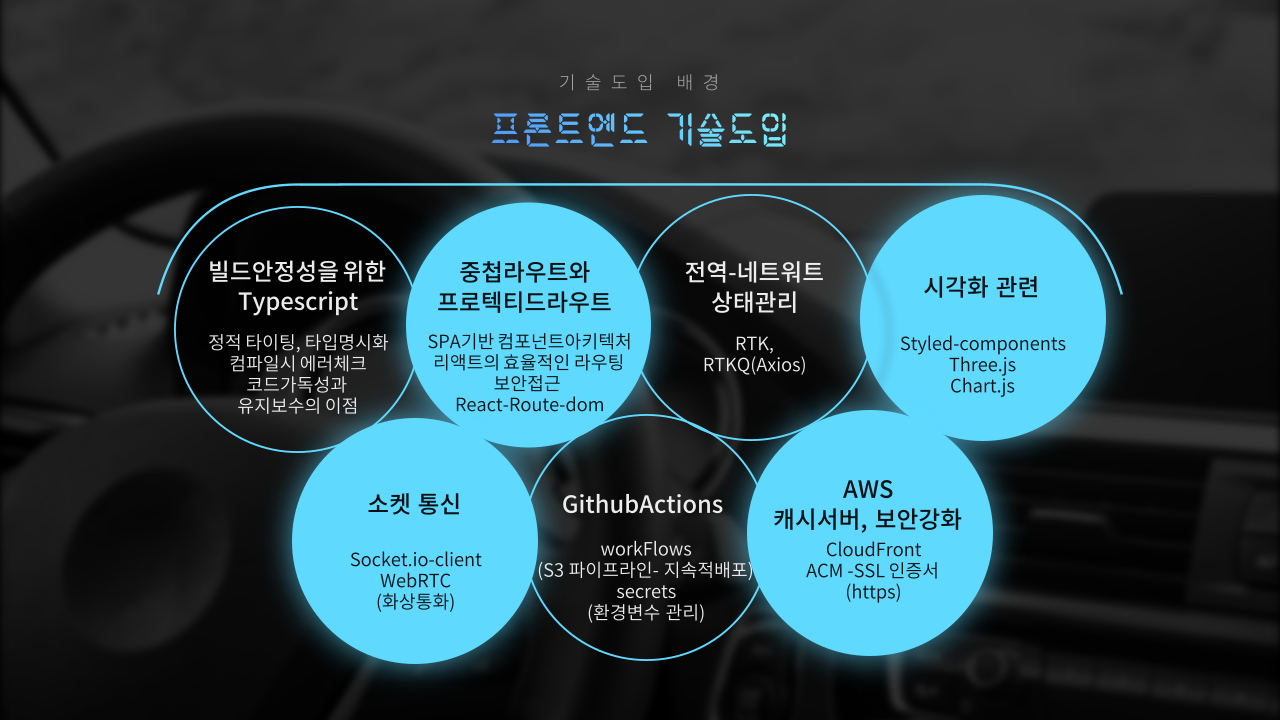 기술도입 배경
프론트엔드 기술도입
빌드안정성을 위한
Typescript
정적 타이팅, 타입명시화
컴파일시 에러체크
코드가독성과
유지보수의 이점
중첩라우트와
프로텍티드라우트
SPA기반 컴포넌트아키텍처
리액트의 효율적인 라우팅
보안접근
React-Route-dom
전역-네트워트
상태관리
RTK,
RTKQ(Axios)
시각화 관련
Styled-components
Three.js
Chart.js
소켓 통신
Socket.io-client
WebRTC
(화상통화)
GithubActions
workFlows
(S3 파이프라인- 지속적배포)
secrets
(환경변수 관리)
AWS
캐시서버, 보안강화
CloudFront
ACM -SSL 인증서
(https)